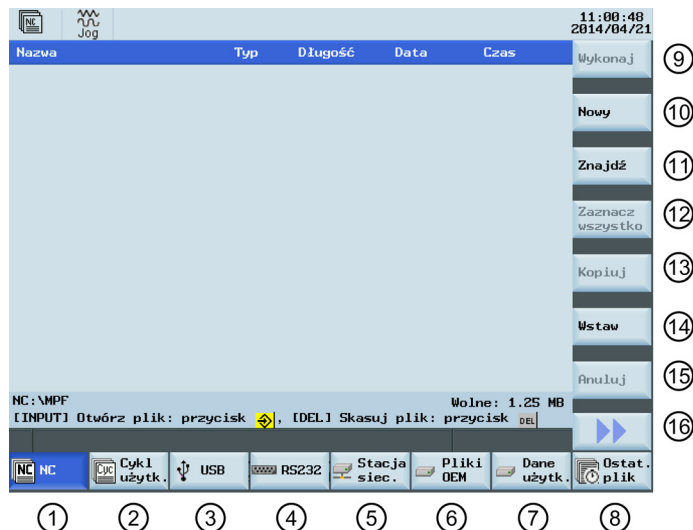 NC
Jog
11:00:48
2014/04/21
Nazwa Typ Długość Data Czas
Wykonaj
9
Nowy
10
Znajdź
11
Zaznacz
wszystko
12
Kopiuj
13
Wstaw
14
Anuluj
15
16
NC:\MPF Wolne: 1.25 MB
[INPUT] Otwórz plik: przycisk , [DEL] Skasuj plik: przycisk DEL
NC NC
Cyc Cykl
użytk.
USB
RS232
Stacja
siec.
Pliki
OEM
Dane
użytk.
Ostat.
plik
1 2 3 4 5 6 7 8